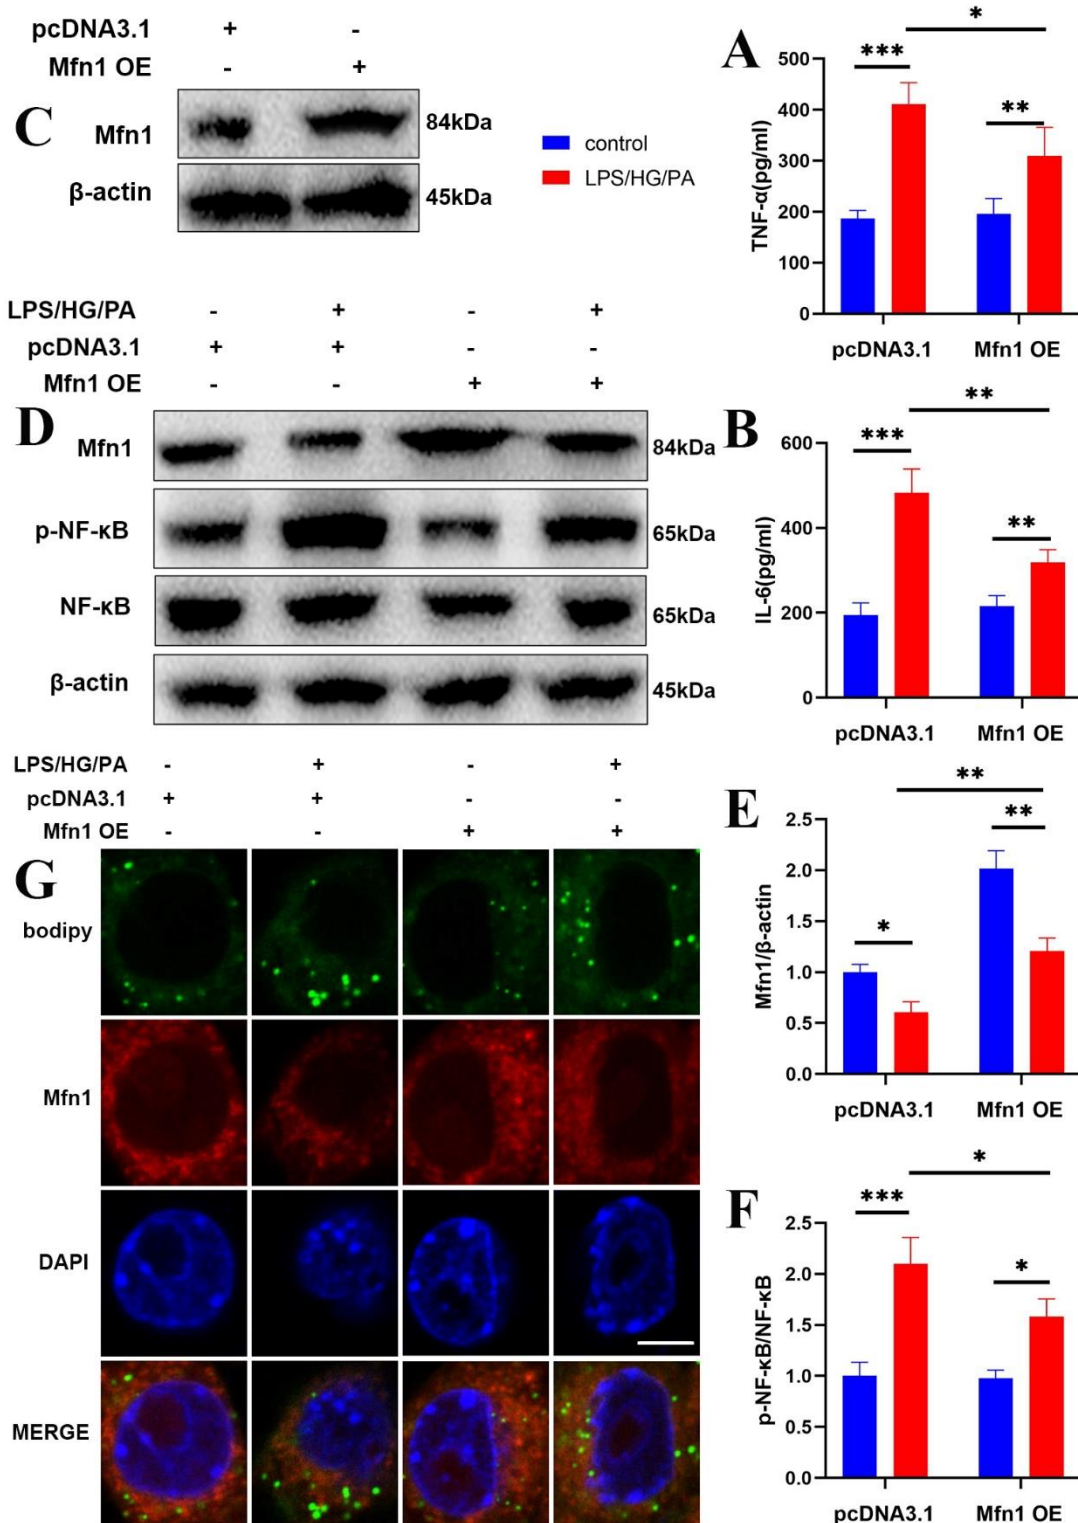 pcDNA3.1 + -
Mfn1 OE - +
C
Mfn1 84kDa
β-actin 45kDa
control
LPS/HG/PA
A
TNF-α(pg/ml)
500
400
300
200
100
0
*
***
**
pcDNA3.1 Mfn1 OE
LPS/HG/PA - + - +
pcDNA3.1 + + - -
Mfn1 OE - - + +
D
Mfn1 84kDa
p-NF-κB 65kDa
NF-κB 65kDa
β-actin 45kDa
B
IL-6(pg/ml)
600
400
200
0
**
***
**
pcDNA3.1 Mfn1 OE
LPS/HG/PA - + - +
pcDNA3.1 + + - -
Mfn1 OE - - + +
G
bodipy
Mfn1
DAPI
MERGE
E
Mfn1/β-actin
2.5
2.0
1.5
1.0
0.5
0.0
**
**
*
pcDNA3.1 Mfn1 OE
F
p-NF-κB/NF-κB
2.5
2.0
1.5
1.0
0.5
0.0
*
***
*
pcDNA3.1 Mfn1 OE